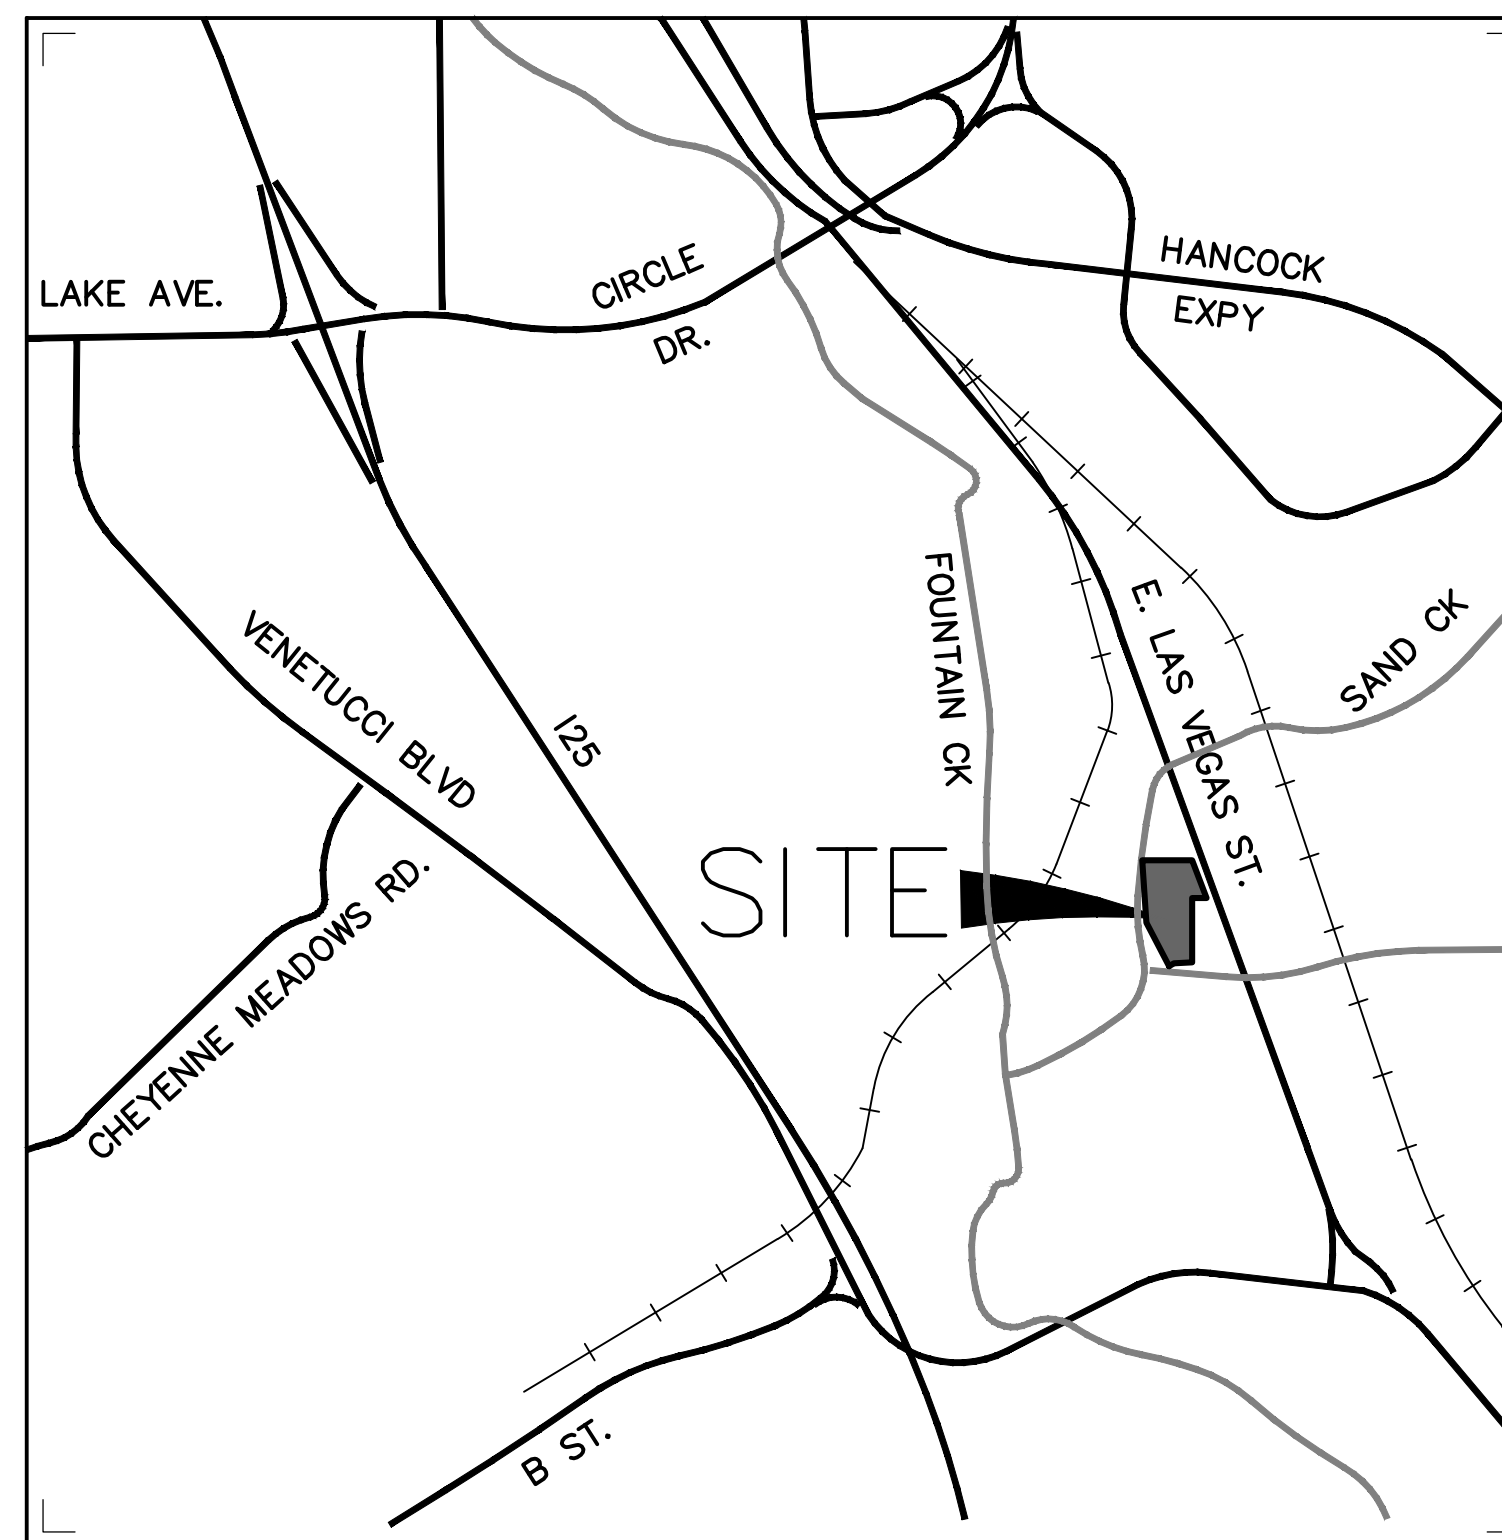 HANCOCK
EXPY
LAKE AVE.
CIRCLE
DR.
FOUNTAIN CK
E. LAS VEGAS ST.
SAND CK
VENETUCCI BLVD
I25
SITE
CHEYENNE MEADOWS RD.
B ST.